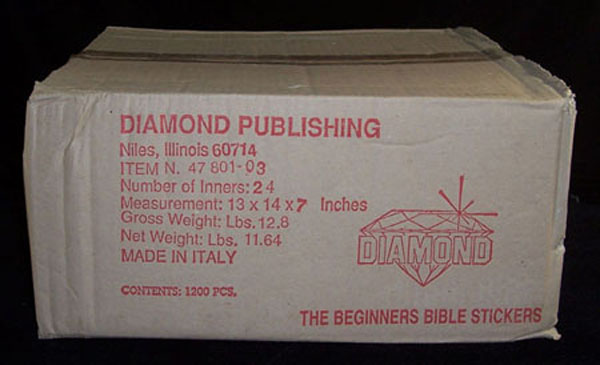 DIAMOND PUBLISHING
Niles, Illinois 60714
ITEM N. 47 801-03
Number of Inners: 24
Measurement: 13 x 14 x 7 Inches
Gross Weight: Lbs. 12.8
Net Weight: Lbs. 11.64
MADE IN ITALY
CONTENTS: 1200 PCS.
DIAMOND
THE BEGINNERS BIBLE STICKERS